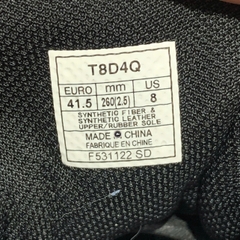 T8D4Q
EURO mm US
41.5 260(2.5) 8
SYNTHETIC FIBER &
SYNTHETIC LEATHER
UPPER/RUBBER SOLE
MADE IN CHINA
FABRIQUE EN CHINE
F531122 SD